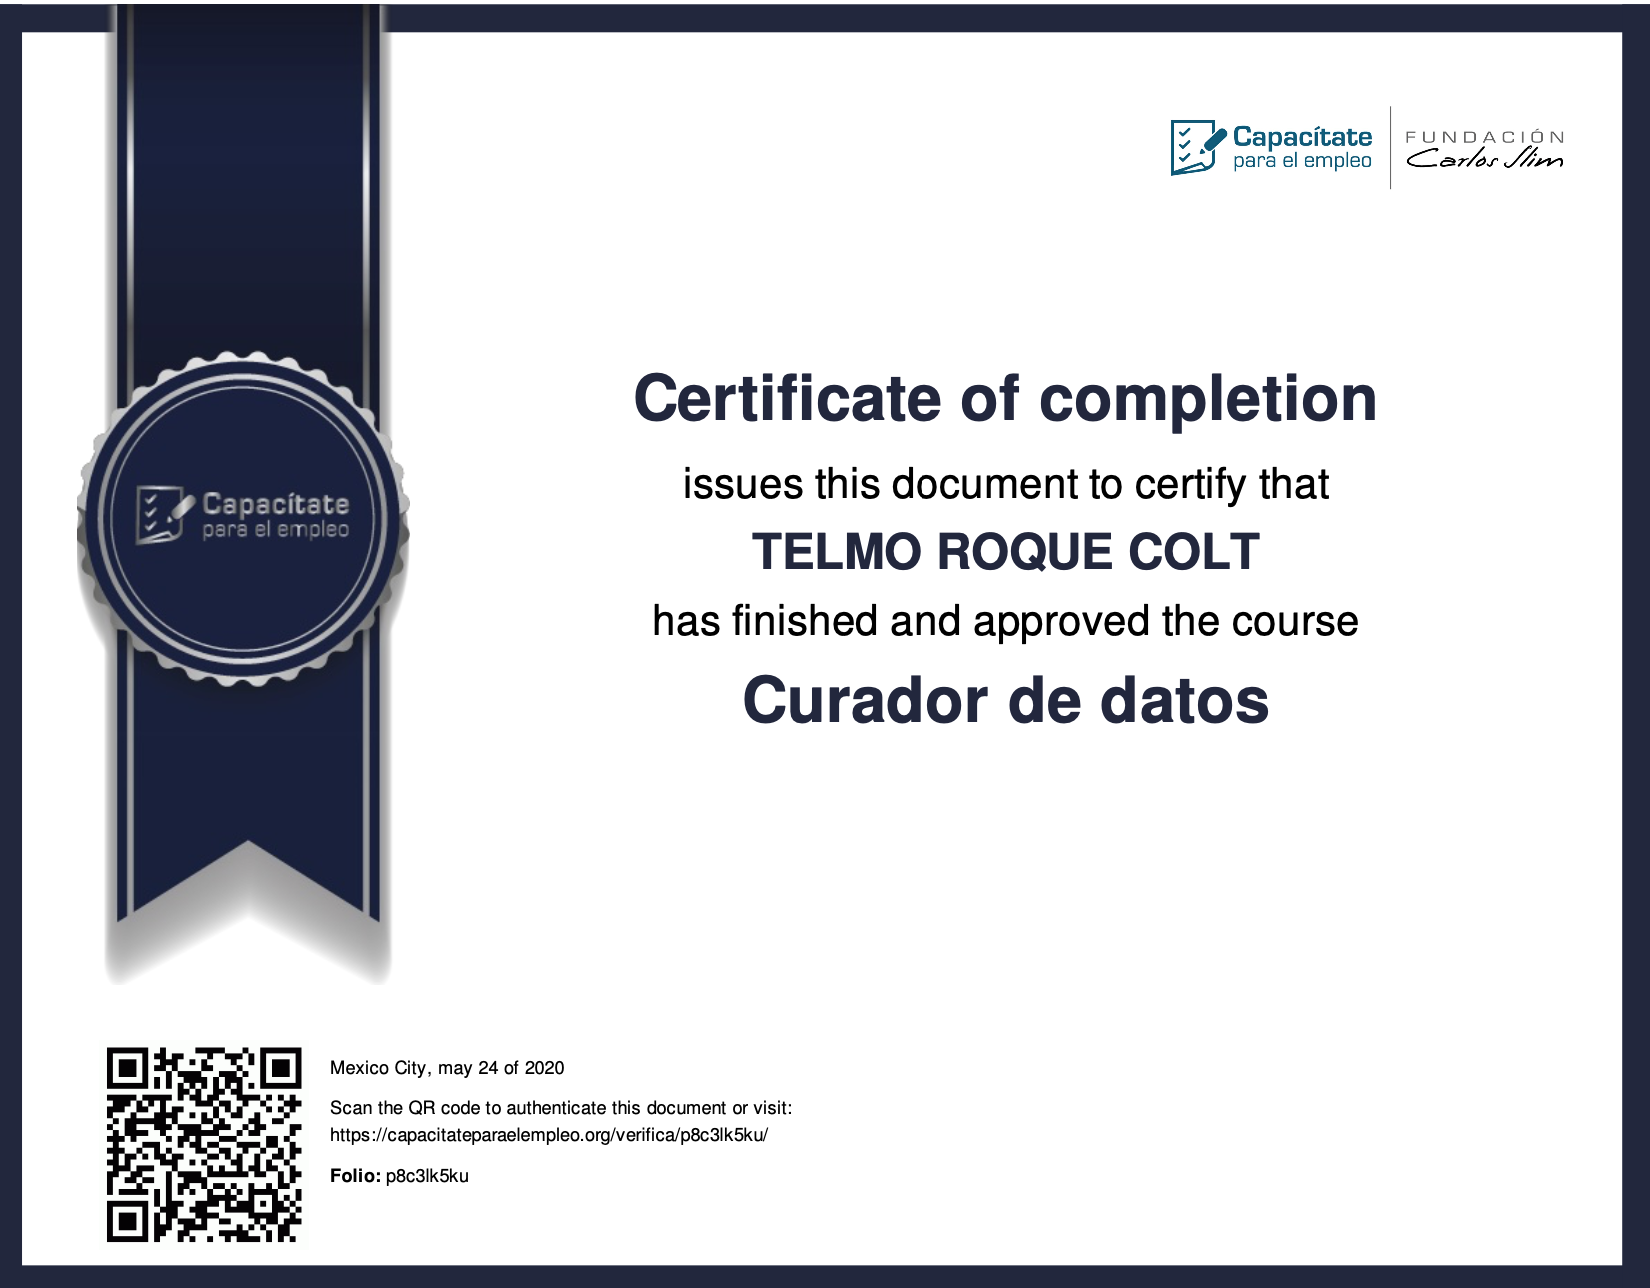 Capacítate
para el empleo
FUNDACIÓN
Carlos Slim
Certificate of completion
issues this document to certify that
TELMO ROQUE COLT
has finished and approved the course
Curador de datos
Capacítate
para el empleo
Mexico City, may 24 of 2020
Scan the QR code to authenticate this document or visit:
https://capacitateparaelempleo.org/verifica/p8c3lk5ku/
Folio: p8c3lk5ku